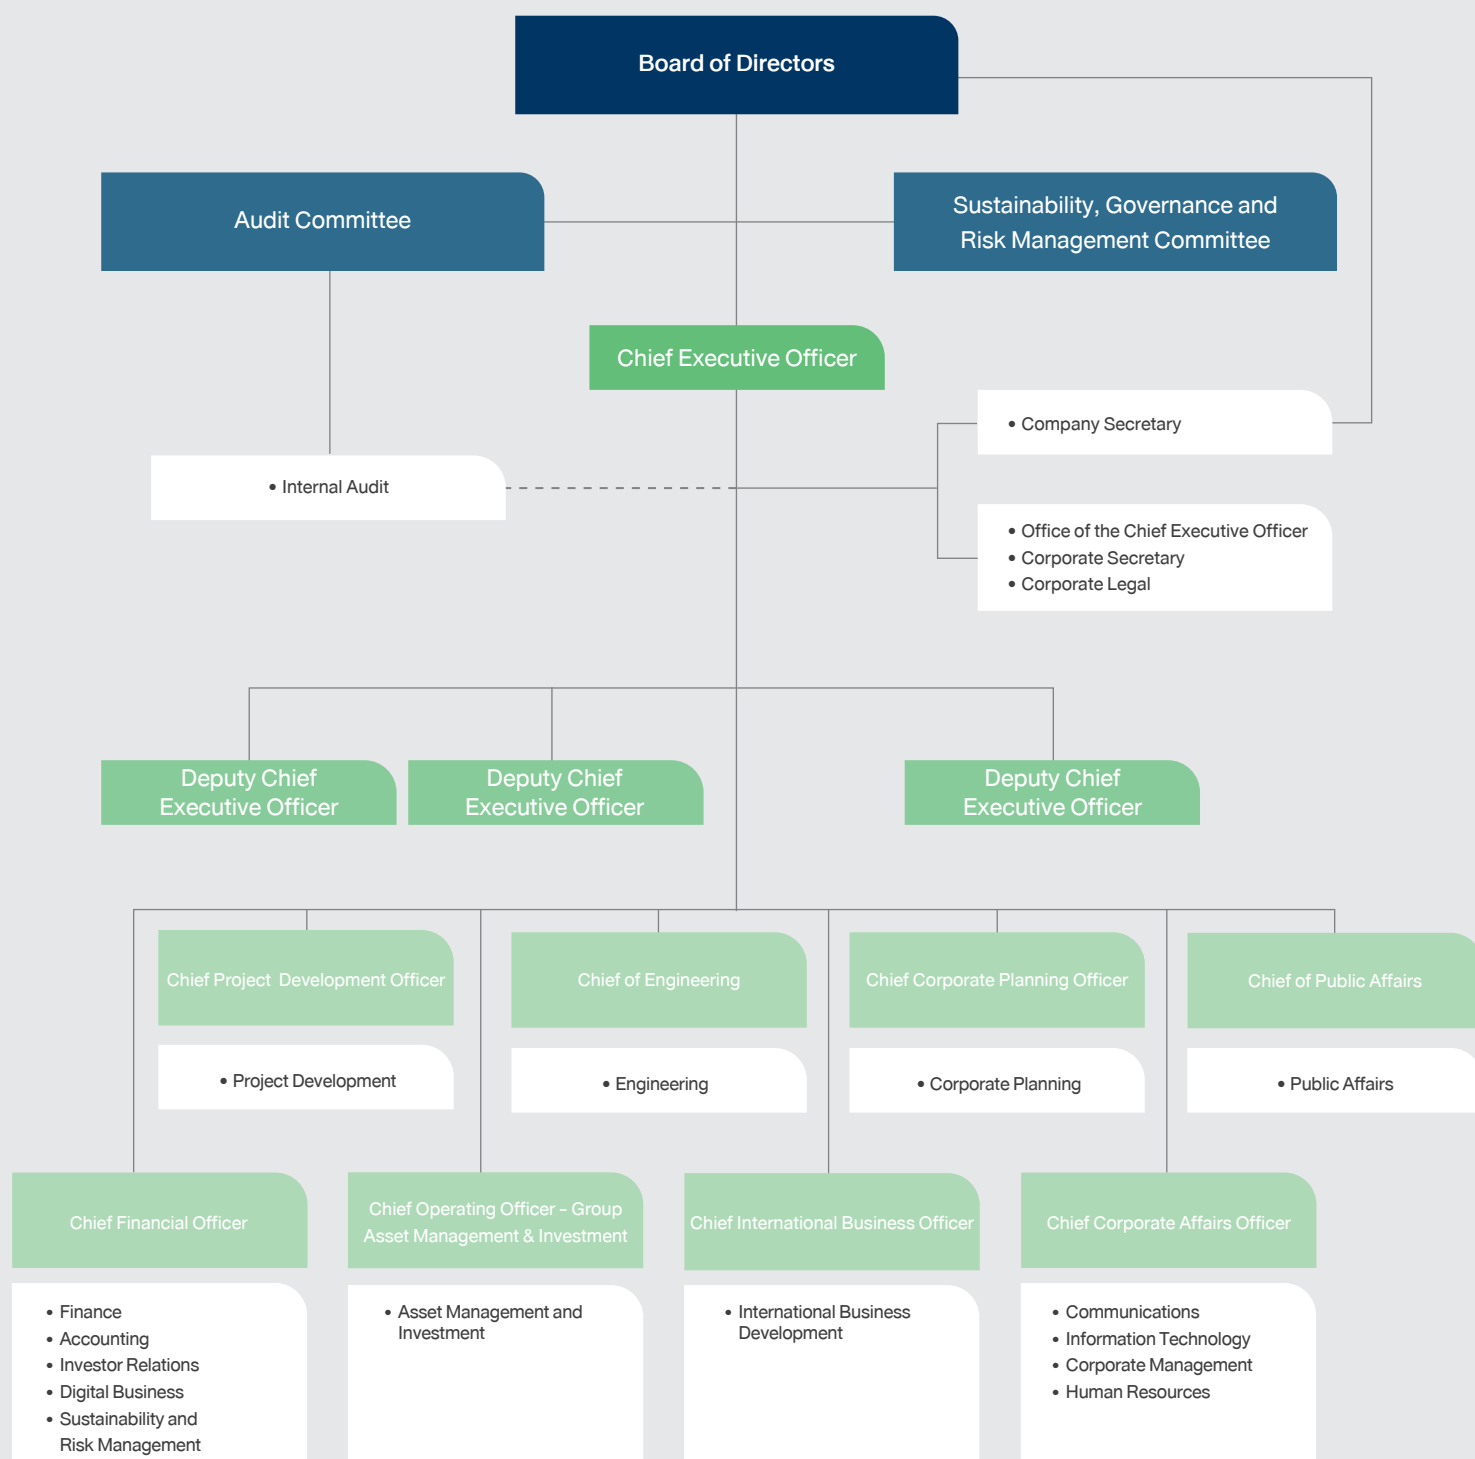 Board of Directors
Audit Committee
Sustainability, Governance and
Risk Management Committee
Chief Executive Officer
• Company Secretary
• Internal Audit
• Office of the Chief Executive Officer
• Corporate Secretary
• Corporate Legal
Deputy Chief
Executive Officer
Deputy Chief
Executive Officer
Deputy Chief
Executive Officer
Chief Project Development Officer
Chief of Engineering
Chief Corporate Planning Officer
Chief of Public Affairs
• Project Development
• Engineering
• Corporate Planning
• Public Affairs
Chief Financial Officer
Chief Operating Officer – Group
Asset Management & Investment
Chief International Business Officer
Chief Corporate Affairs Officer
• Finance
• Accounting
• Investor Relations
• Digital Business
• Sustainability and
Risk Management
• Asset Management and
Investment
• International Business
Development
• Communications
• Information Technology
• Corporate Management
• Human Resources